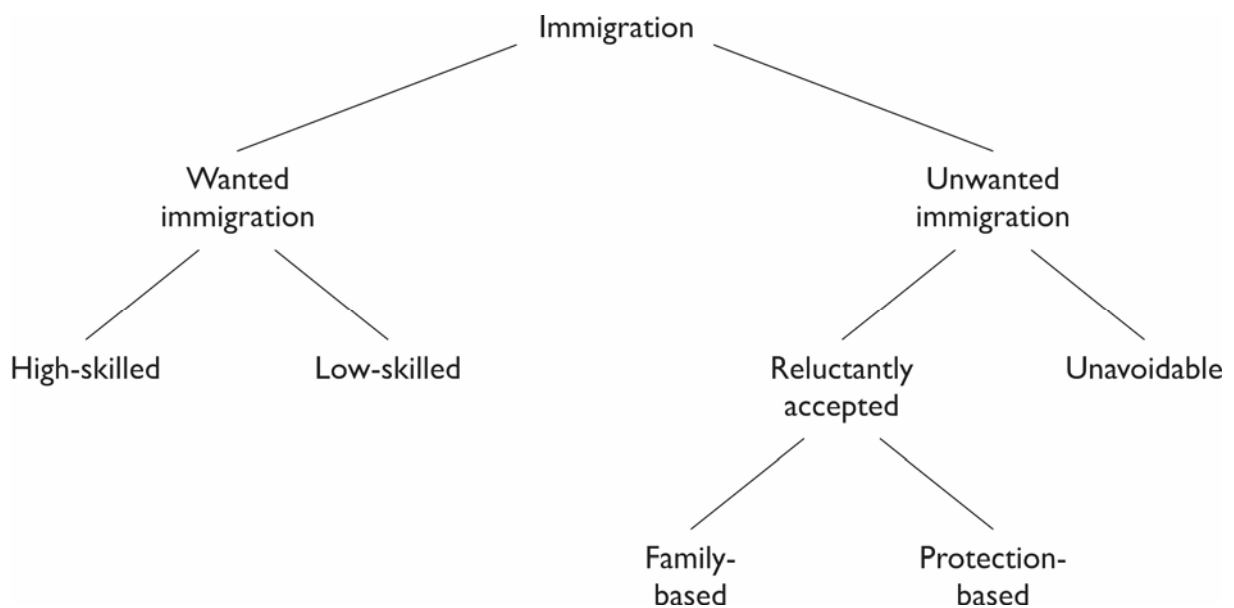 Immigration
Wanted
immigration
Unwanted
immigration
High-skilled
Low-skilled
Reluctantly
accepted
Unavoidable
Family-
based
Protection-
based